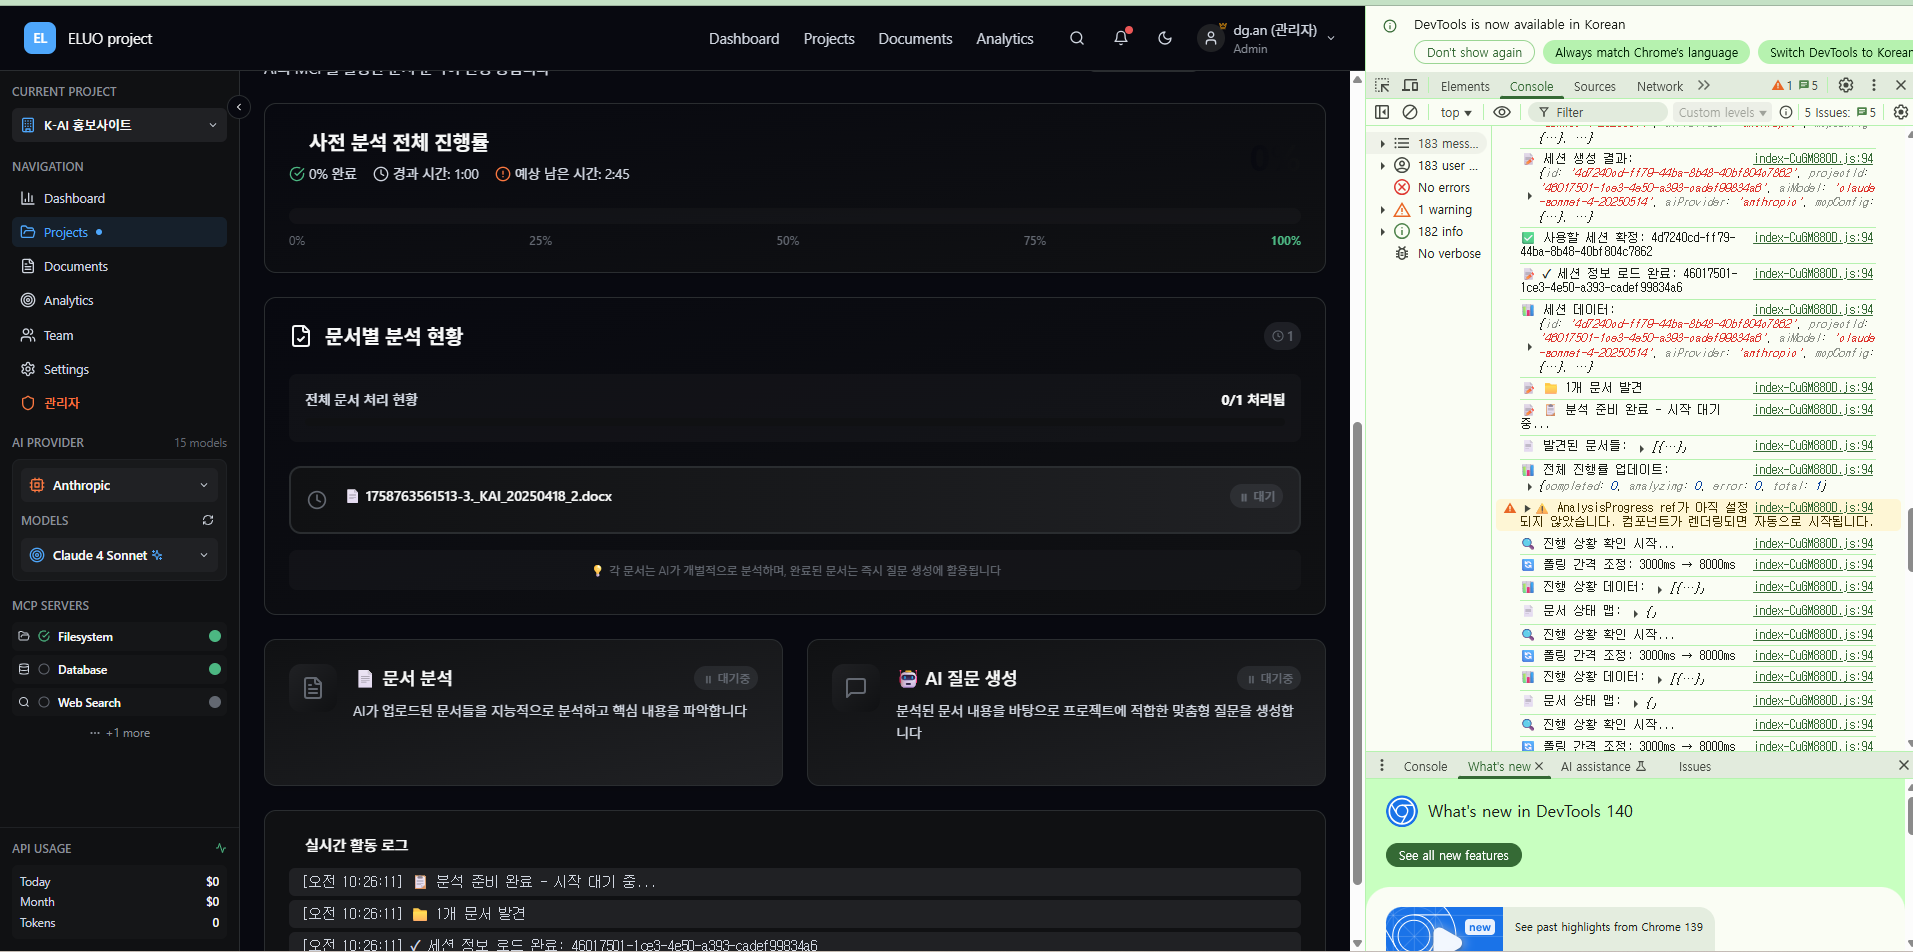 EL
ELUO project
Dashboard
Projects
Documents
Analytics
dg.an (관리자)
Admin
CURRENT PROJECT
K-AI 홍보사이트
NAVIGATION
Dashboard
Projects
Documents
Analytics
Team
Settings
관리자
AI PROVIDER
15 models
Anthropic
MODELS
Claude 4 Sonnet
MCP SERVERS
Filesystem
Database
Web Search
+1 more
API USAGE
Today $0
Month $0
Tokens 0
사전 분석 전체 진행률
0% 완료 경과 시간: 1:00 예상 남은 시간: 2:45
0% 25% 50% 75% 100%
문서별 분석 현황
1
전체 문서 처리 현황
0/1 처리됨
1758763561513-3._KAI_20250418_2.docx
대기
각 문서는 AI가 개별적으로 분석하며, 완료된 문서는 즉시 질문 생성에 활용됩니다
문서 분석
대기중
AI가 업로드된 문서들을 지능적으로 분석하고 핵심 내용을 파악합니다
AI 질문 생성
대기중
분석된 문서 내용을 바탕으로 프로젝트에 적합한 맞춤형 질문을 생성합
니다
실시간 활동 로그
[오전 10:26:11] 분석 준비 완료 - 시작 대기 중...
[오전 10:26:11] 1개 문서 발견
[오전 10:26:11] ✓ 세션 정보 로드 완료: 46017501-1ce3-4e50-a393-cadef99834a6
DevTools is now available in Korean
Don't show again
Always match Chrome's language
Switch DevTools to Korean
Elements
Console
Sources
Network
1
5
top
Filter
Custom levels
5 Issues: 5
183 mess...
183 user ...
No errors
1 warning
182 info
No verbose
{…}, …}
세션 생성 결과: index-CuGM88OD.js:94
{id: '4d7240cd-ff79-44ba-8b48-40bf804c7862', projectId:
'46017501-1ce3-4e50-a393-cadef99834a6', aiModel: 'claude
-sonnet-4-20250514', aiProvider: 'anthropic', mcpConfig:
{…}, …}
사용할 세션 확정: 4d7240cd-ff79- index-CuGM88OD.js:94
44ba-8b48-40bf804c7862
✓ 세션 정보 로드 완료: 46017501- index-CuGM88OD.js:94
1ce3-4e50-a393-cadef99834a6
세션 데이터: index-CuGM88OD.js:94
{id: '4d7240cd-ff79-44ba-8b48-40bf804c7862', projectId:
'46017501-1ce3-4e50-a393-cadef99834a6', aiModel: 'claude
-sonnet-4-20250514', aiProvider: 'anthropic', mcpConfig:
{…}, …}
1개 문서 발견 index-CuGM88OD.js:94
분석 준비 완료 - 시작 대기 index-CuGM88OD.js:94
중...
발견된 문서들: [{…}] index-CuGM88OD.js:94
전체 진행률 업데이트: index-CuGM88OD.js:94
{completed: 0, analyzing: 0, error: 0, total: 1}
AnalysisProgress ref가 아직 설정 index-CuGM88OD.js:94
되지 않았습니다. 컴포넌트가 렌더링되면 자동으로 시작됩니다.
진행 상황 확인 시작... index-CuGM88OD.js:94
폴링 간격 조정: 3000ms → 8000ms index-CuGM88OD.js:94
진행 상황 데이터: [{…}] index-CuGM88OD.js:94
문서 상태 맵: {} index-CuGM88OD.js:94
진행 상황 확인 시작... index-CuGM88OD.js:94
폴링 간격 조정: 3000ms → 8000ms index-CuGM88OD.js:94
진행 상황 데이터: [{…}] index-CuGM88OD.js:94
문서 상태 맵: {} index-CuGM88OD.js:94
진행 상황 확인 시작... index-CuGM88OD.js:94
폴링 간격 조정: 3000ms → 8000ms index-CuGM88OD.js:94
Console
What's new
AI assistance
Issues
What's new in DevTools 140
See all new features
new
See past highlights from Chrome 139